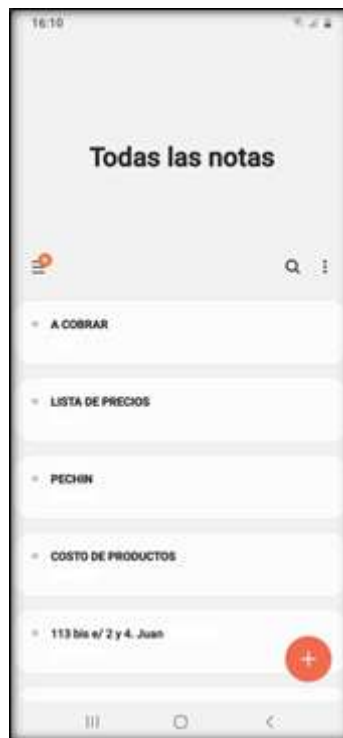 16:10
Todas las notas
A COBRAR
LISTA DE PRECIOS
PECHIN
COSTO DE PRODUCTOS
113 bis e/ 2 y 4. Juan